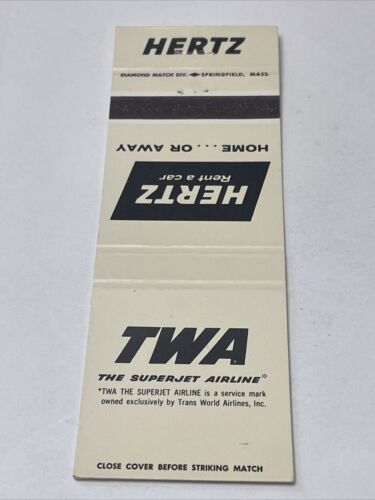 HERTZ
DIAMOND MATCH DIV. SPRINGFIELD, MASS.
HOME...OR AWAY
HERTZ
Rent a car
TWA
THE SUPERJET AIRLINE*
*TWA THE SUPERJET AIRLINE is a service mark
owned exclusively by Trans World Airlines, Inc.
CLOSE COVER BEFORE STRIKING MATCH